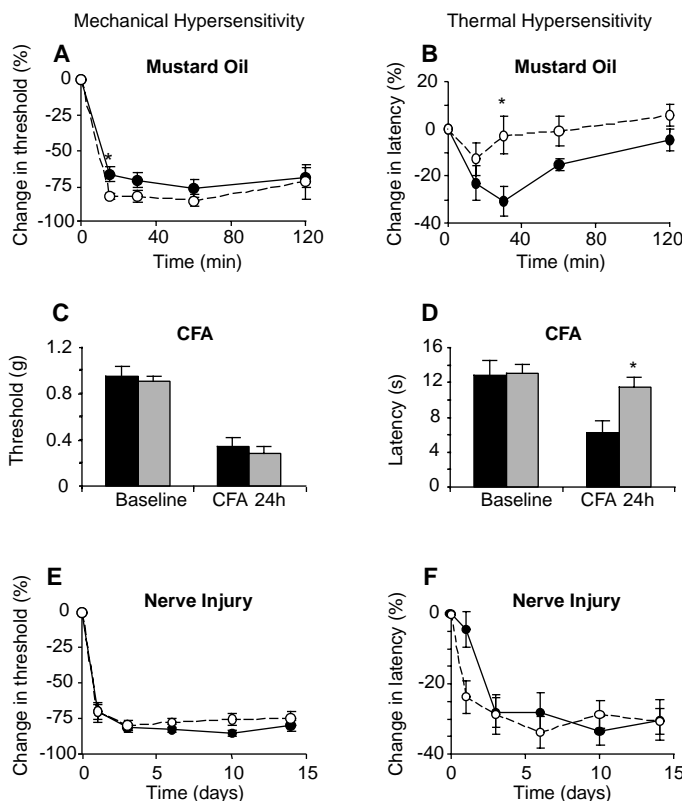 Mechanical Hypersensitivity
Thermal Hypersensitivity
A
Mustard Oil
Change in threshold (%)
0
-25
-50
-75
-100
*
0 40 80 120
Time (min)
B
Mustard Oil
Change in latency (%)
20
0
-20
-40
*
0 40 80 120
Time (min)
C
CFA
Threshold (g)
1.2
0.8
0.4
0
Baseline CFA 24h
D
CFA
Latency (s)
16
12
8
4
0
*
Baseline CFA 24h
E
Nerve Injury
Change in threshold (%)
0
-25
-50
-75
-100
0 5 10 15
Time (days)
F
Nerve Injury
Change in latency (%)
0
-20
-40
0 5 10 15
Time (days)